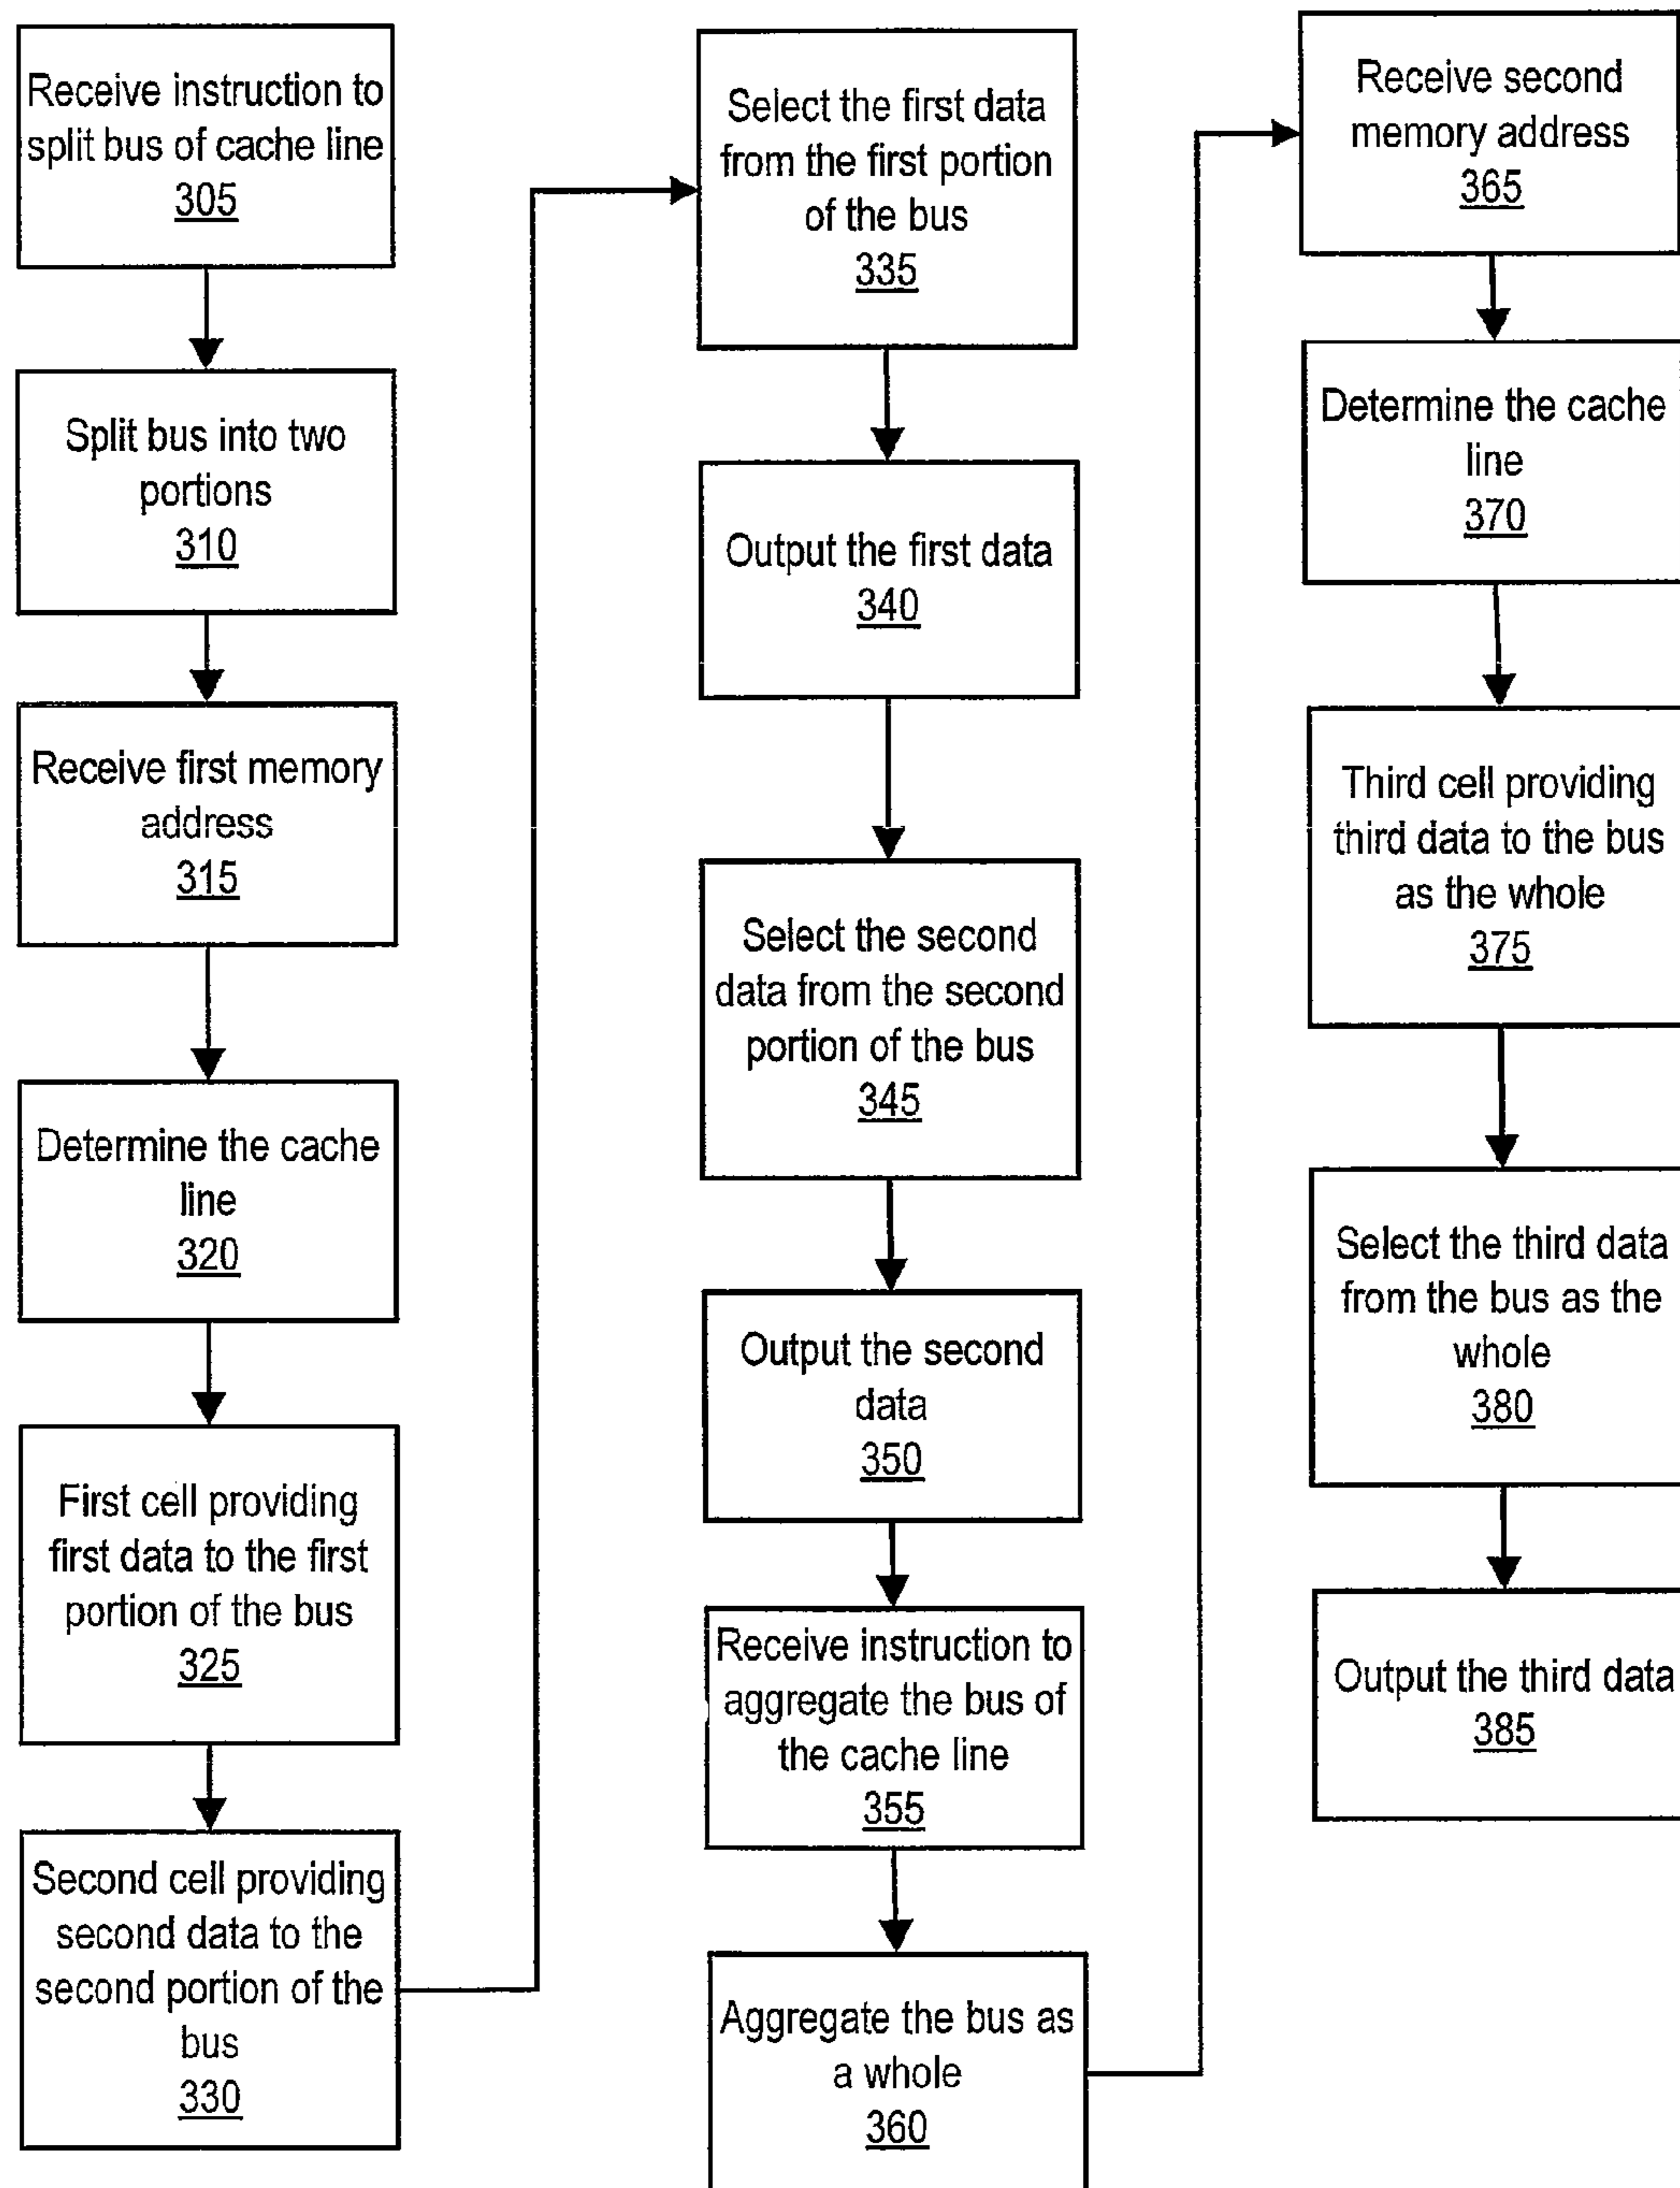 Receive instruction to
split bus of cache line
305
Split bus into two
portions
310
Receive first memory
address
315
Determine the cache
line
320
First cell providing
first data to the first
portion of the bus
325
Second cell providing
second data to the
second portion of the
bus
330
Select the first data
from the first portion
of the bus
335
Output the first data
340
Select the second
data from the second
portion of the bus
345
Output the second
data
350
Receive instruction to
aggregate the bus of
the cache line
355
Aggregate the bus as
a whole
360
Receive second
memory address
365
Determine the cache
line
370
Third cell providing
third data to the bus
as the whole
375
Select the third data
from the bus as the
whole
380
Output the third data
385